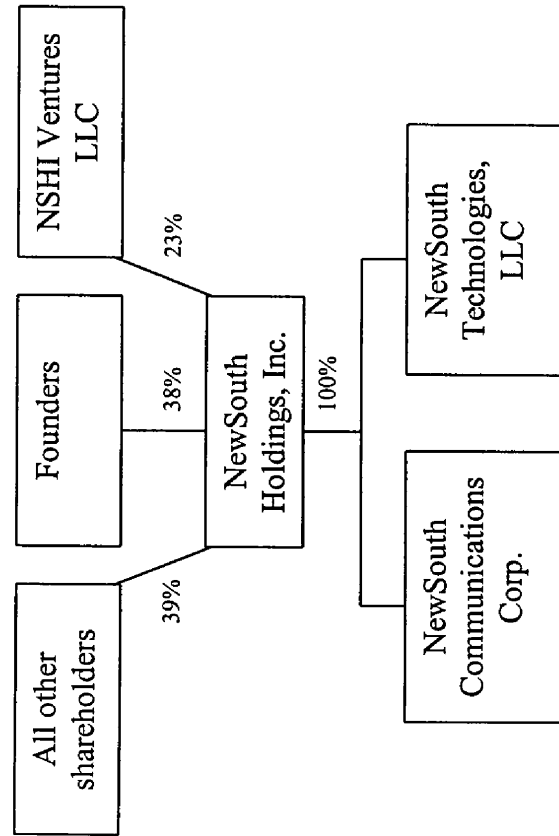 All other
shareholders
Founders
NSHI Ventures
LLC
39%
38%
23%
NewSouth
Holdings, Inc.
100%
NewSouth
Communications
Corp.
NewSouth
Technologies,
LLC